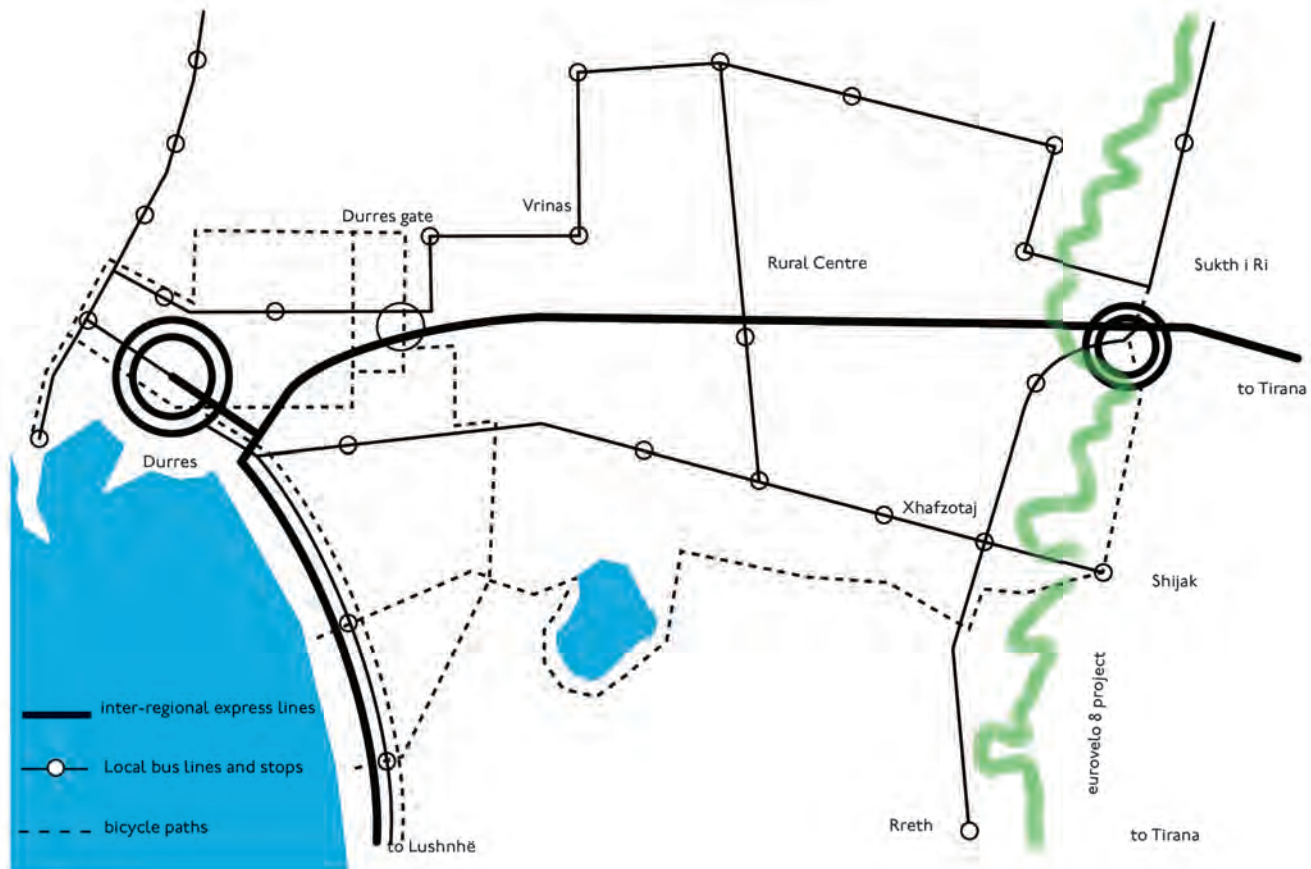 Durres gate
Vrinas
Rural Centre
Sukth i Ri
to Tirana
Durres
Xhafzotaj
Shijak
eurovelo 8 project
inter-regional express lines
Local bus lines and stops
bicycle paths
to Lushnhë
Rreth
to Tirana